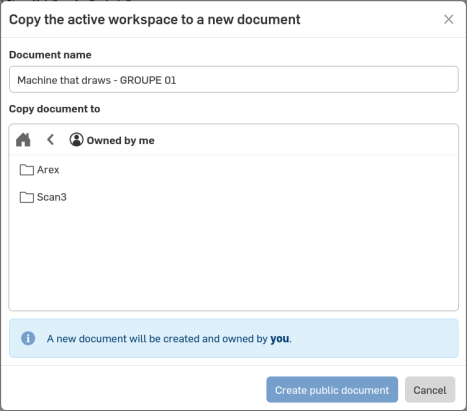 Copy the active workspace to a new document
Document name
Machine that draws - GROUPE 01
Copy document to
Owned by me
Arex
Scan3
A new document will be created and owned by you.
Create public document
Cancel